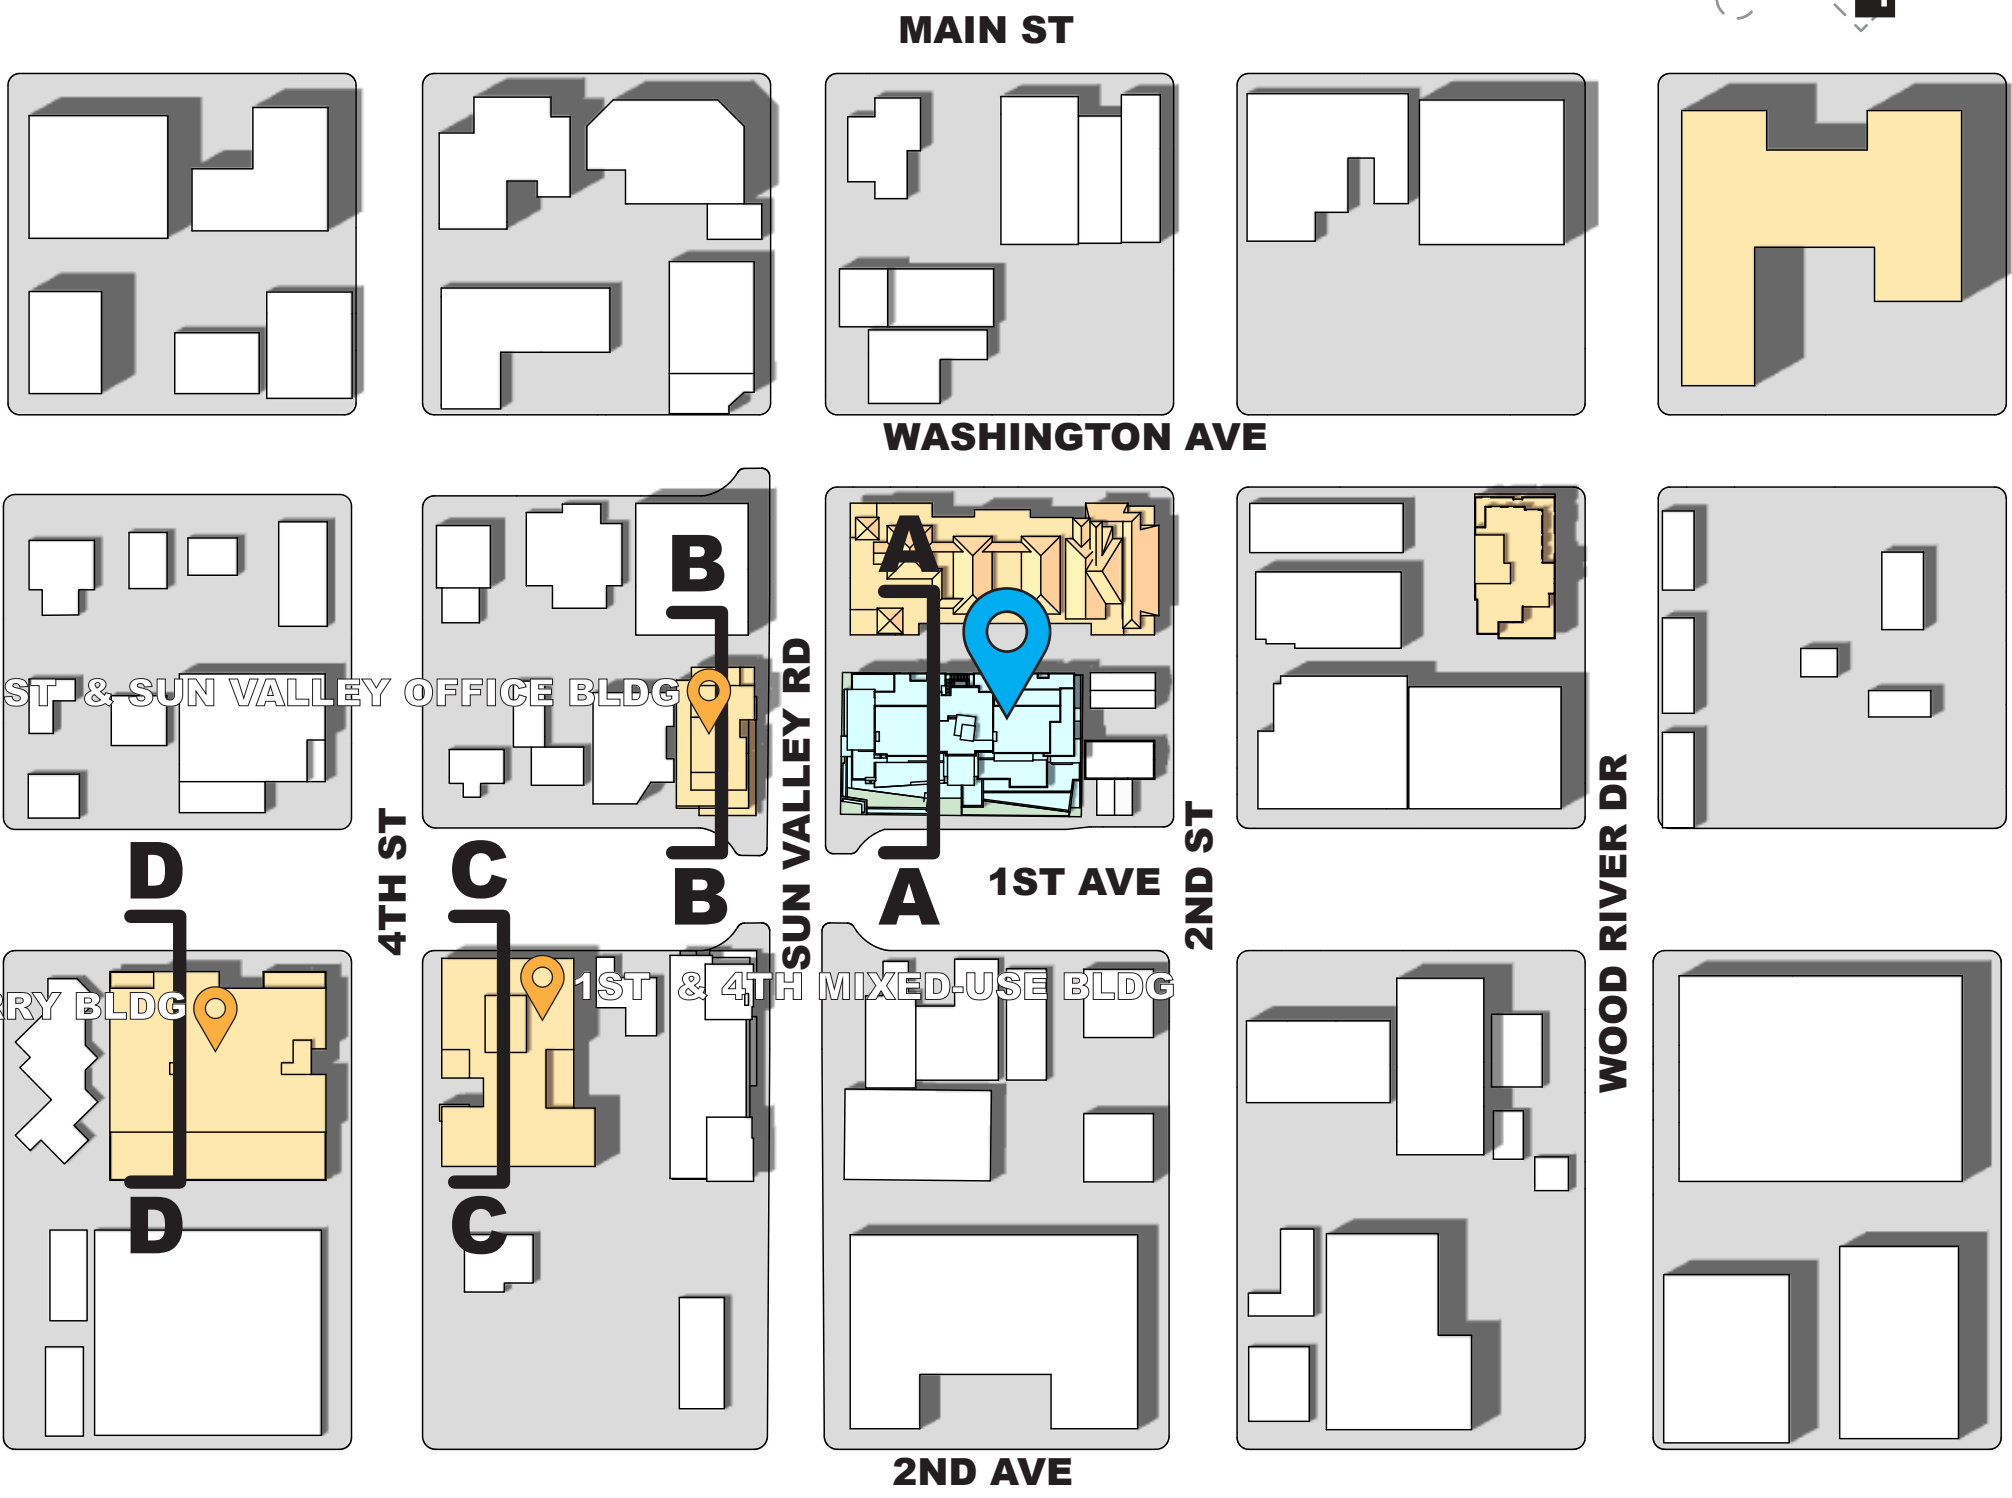 MAIN ST
WASHINGTON AVE
A
B
ST & SUN VALLEY OFFICE BLDG
SUN VALLEY RD
4TH ST
2ND ST
WOOD RIVER DR
1ST AVE
D
C
B
A
RRY BLDG
1ST & 4TH MIXED-USE BLDG
D
C
2ND AVE